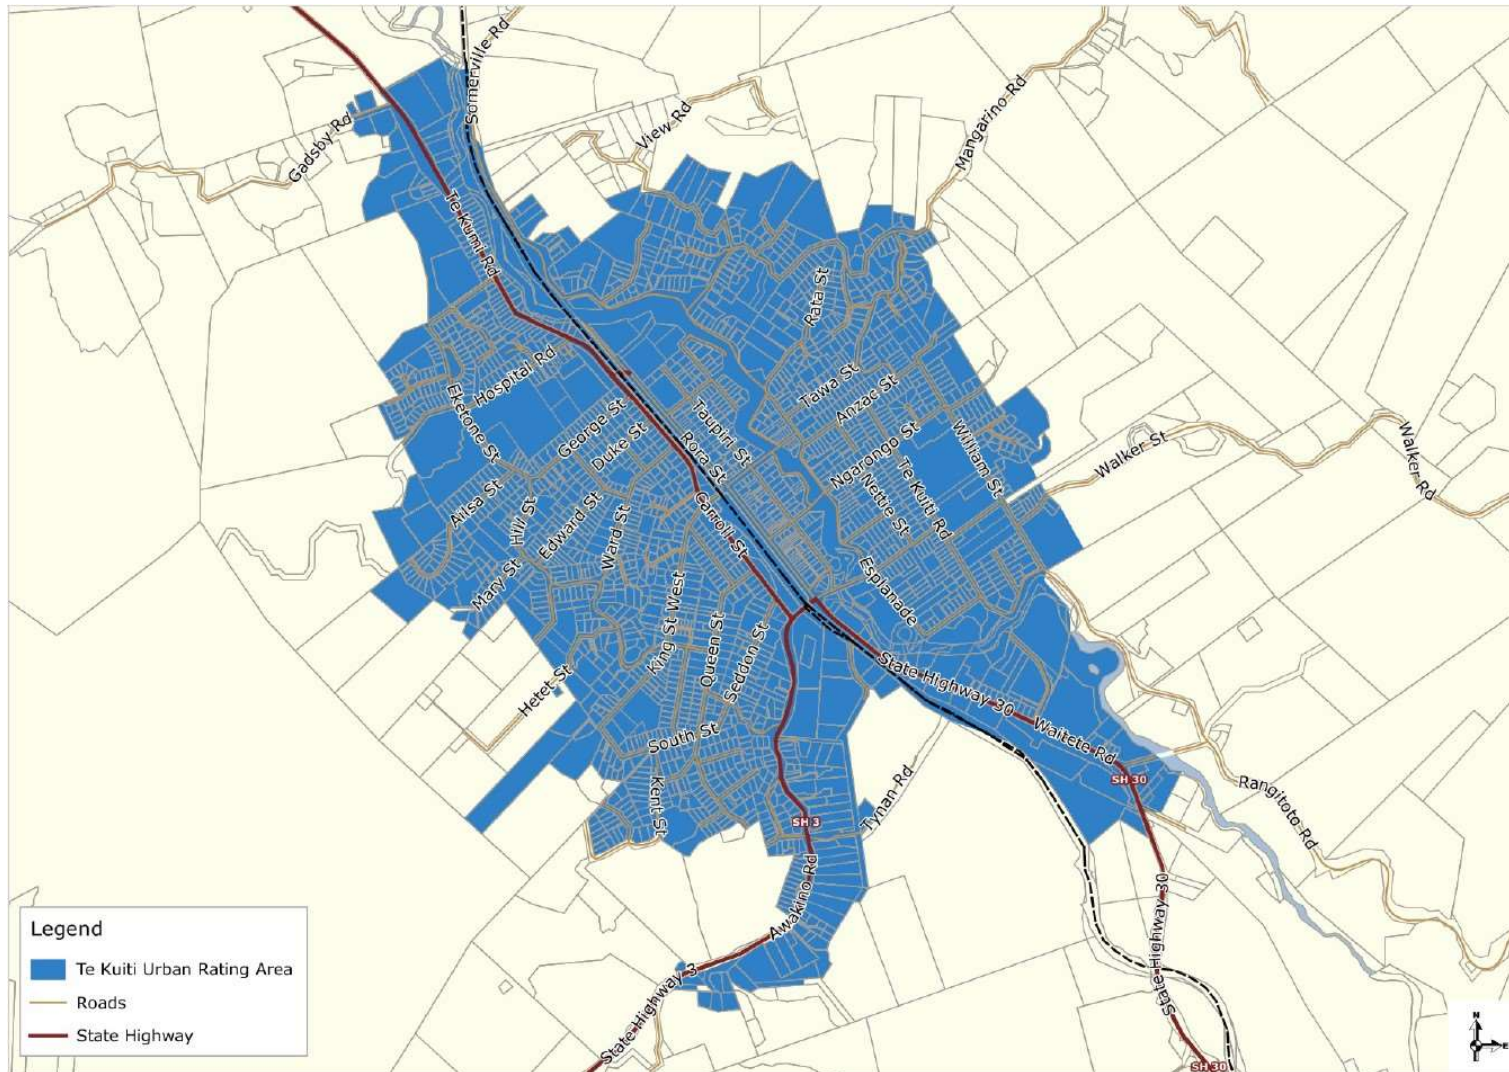 Somerville Rd
View Rd
Mangarino Rd
Gadsby Rd
Te Kumi Rd
Rata St
Hospital Rd
Eketone St
Tawa St
Anzac St
George St
Taupiri St
Duke St
Rora St
William St
Ngarongo St
Walker St
Walker Rd
Te Kuiti Rd
Nettie St
Ailsa St
Hill St
Edward St
Ward St
Carroll St
Mary St
Esplanade
King St West
Queen St
Seddon St
Hetet St
State Highway 30
Waitete Rd
South St
SH 30
Kent St
Tynan Rd
Rangitoto Rd
SH 3
Awakino Rd
State Highway 30
State Highway 3
SH 30
Legend
Te Kuiti Urban Rating Area
Roads
State Highway
N
E